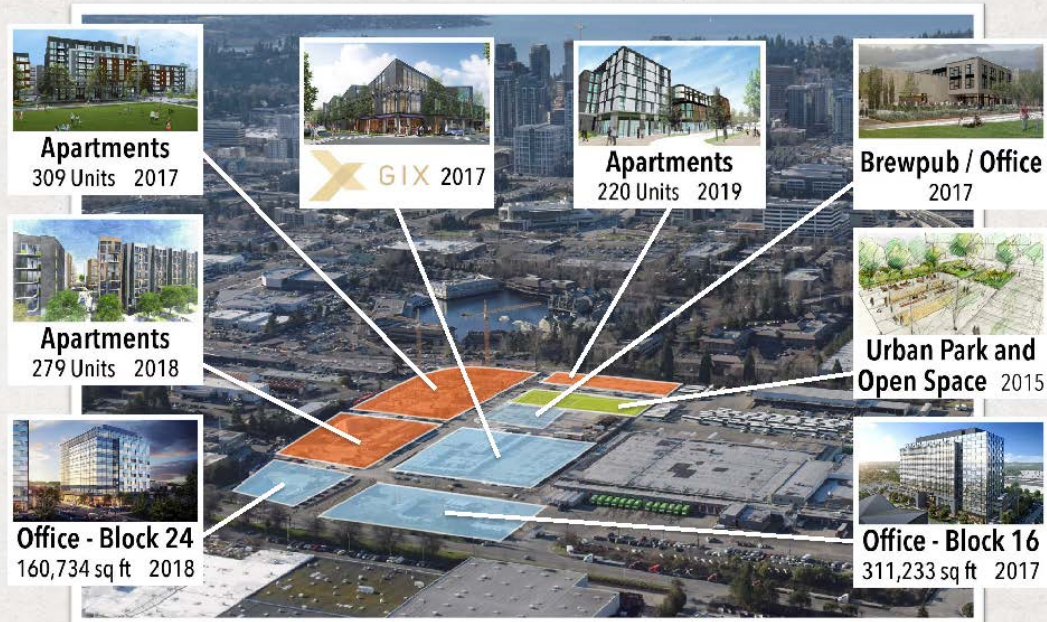 Apartments
309 Units 2017
GIX 2017
Apartments
220 Units 2019
Brewpub / Office
2017
Apartments
279 Units 2018
Urban Park and
Open Space 2015
Office - Block 24
160,734 sq ft 2018
Office - Block 16
311,233 sq ft 2017